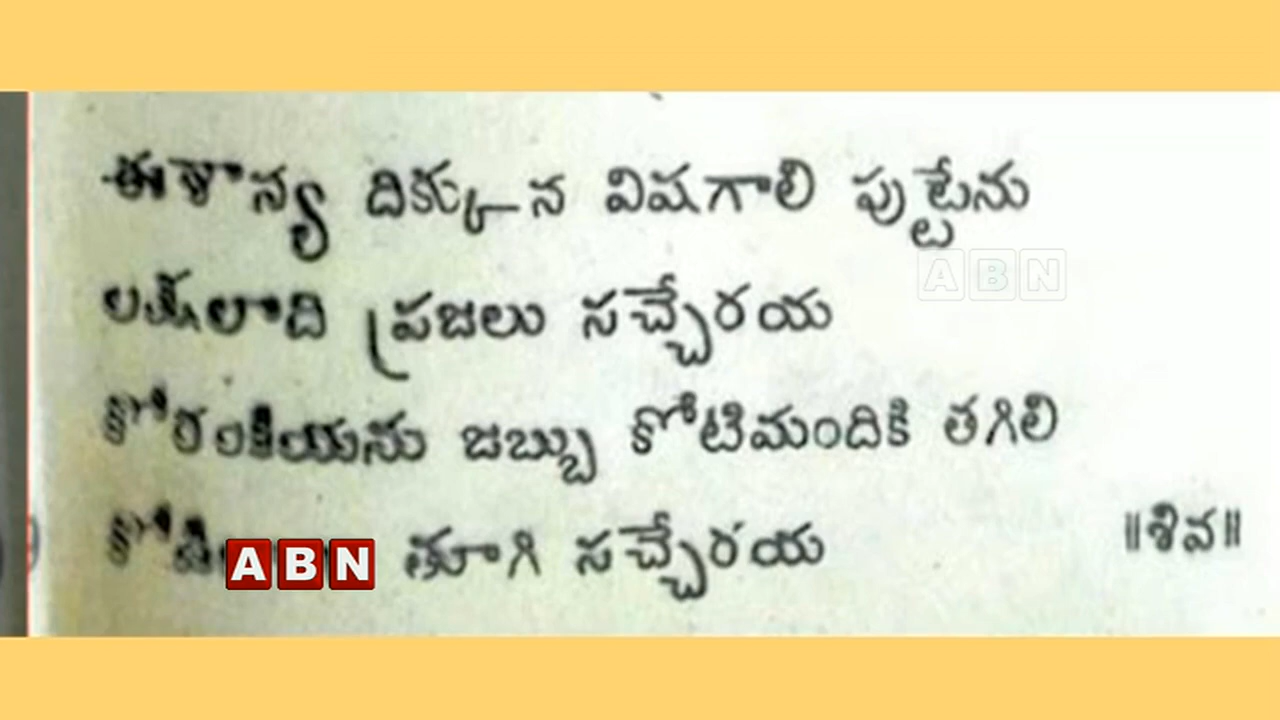 ఈశాన్య దిక్కున విషగాలి పుట్టేను
ABN
లక్షలాది ప్రజలు సచ్చేరయ
కోరంకియను జబ్బు కోటిమందికి తగిలి
ABN తూగి సచ్చేరయ ॥శివ॥